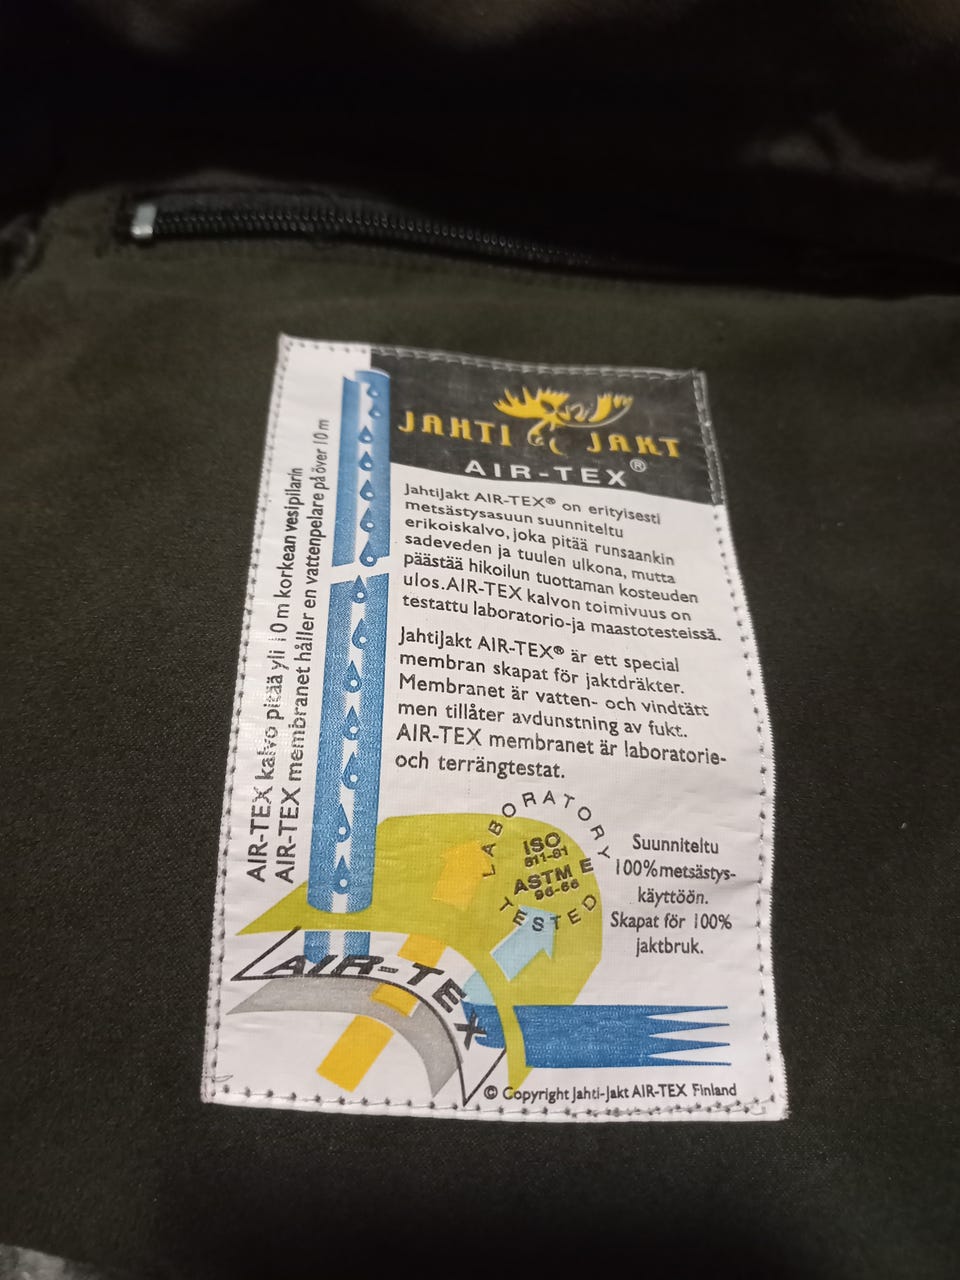 JAHTI JAKT
AIR-TEX®
JahtiJakt AIR-TEX® on erityisesti
metsästysasuun suunniteltu
erikoiskalvo, joka pitää runsaankin
sadeveden ja tuulen ulkona, mutta
päästää hikoilun tuottaman kosteuden
ulos.AIR-TEX kalvon toimivuus on
testattu laboratorio-ja maastotesteissä.
JahtiJakt AIR-TEX® är ett special
membran skapat för jaktdräkter.
Membranet är vatten- och vindtätt
men tillåter avdunstning av fukt.
AIR-TEX membranet är laboratorie-
och terrängtestat.
AIR-TEX kalvo pitää yli 10 m korkean vesipilarin
AIR-TEX membranet håller en vattenpelare på över 10 m
LABORATORY
ISO
811-81
ASTM E
96-66
TESTED
Suunniteltu
100%metsästys-
käyttöön.
Skapat för 100%
jaktbruk.
AIR-TEX
© Copyright Jahti-Jakt AIR-TEX Finland